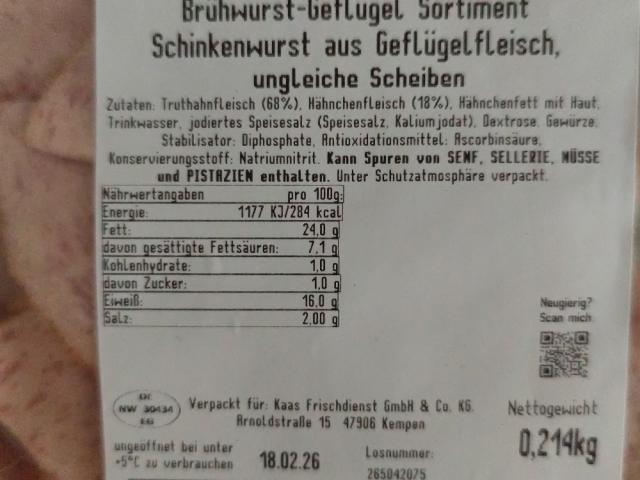 Brühwurst-Geflügel Sortiment
Schinkenwurst aus Geflügelfleisch,
ungleiche Scheiben
Zutaten: Truthahnfleisch (68%), Hähnchenfleisch (18%), Hähnchenfett mit Haut,
Trinkwasser, jodiertes Speisesalz (Speisesalz, Kaliumjodat), Dextrose, Gewürze,
Stabilisator: Diphosphate, Antioxidationsmittel: Ascorbinsäure,
Konservierungsstoff: Natriumnitrit. Kann Spuren von SENF, SELLERIE, NÜSSE
und PISTAZIEN enthalten. Unter Schutzatmosphäre verpackt.
Nährwertangaben pro 100g:
Energie: 1177 KJ/284 kcal
Fett: 24,0 g
davon gesättigte Fettsäuren: 7,1 g
Kohlenhydrate: 1,0 g
davon Zucker: 1,0 g
Eiweiß: 16,0 g
Salz: 2,00 g
Neugierig?
Scan mich
DE
NW 30434
EG
Verpackt für: Kaas Frischdienst GmbH & Co. KG.
Arnoldstraße 15 47906 Kempen
Nettogewicht
0,214kg
ungeöffnet bei unter
+5°C zu verbrauchen
18.02.26
Losnummer:
265042075